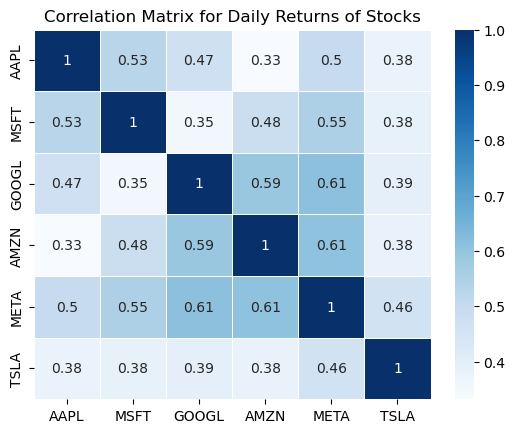 Correlation Matrix for Daily Returns of Stocks
AAPL 1 0.53 0.47 0.33 0.5 0.38
MSFT 0.53 1 0.35 0.48 0.55 0.38
GOOGL 0.47 0.35 1 0.59 0.61 0.39
AMZN 0.33 0.48 0.59 1 0.61 0.38
META 0.5 0.55 0.61 0.61 1 0.46
TSLA 0.38 0.38 0.39 0.38 0.46 1
AAPL MSFT GOOGL AMZN META TSLA
1.0
0.9
0.8
0.7
0.6
0.5
0.4